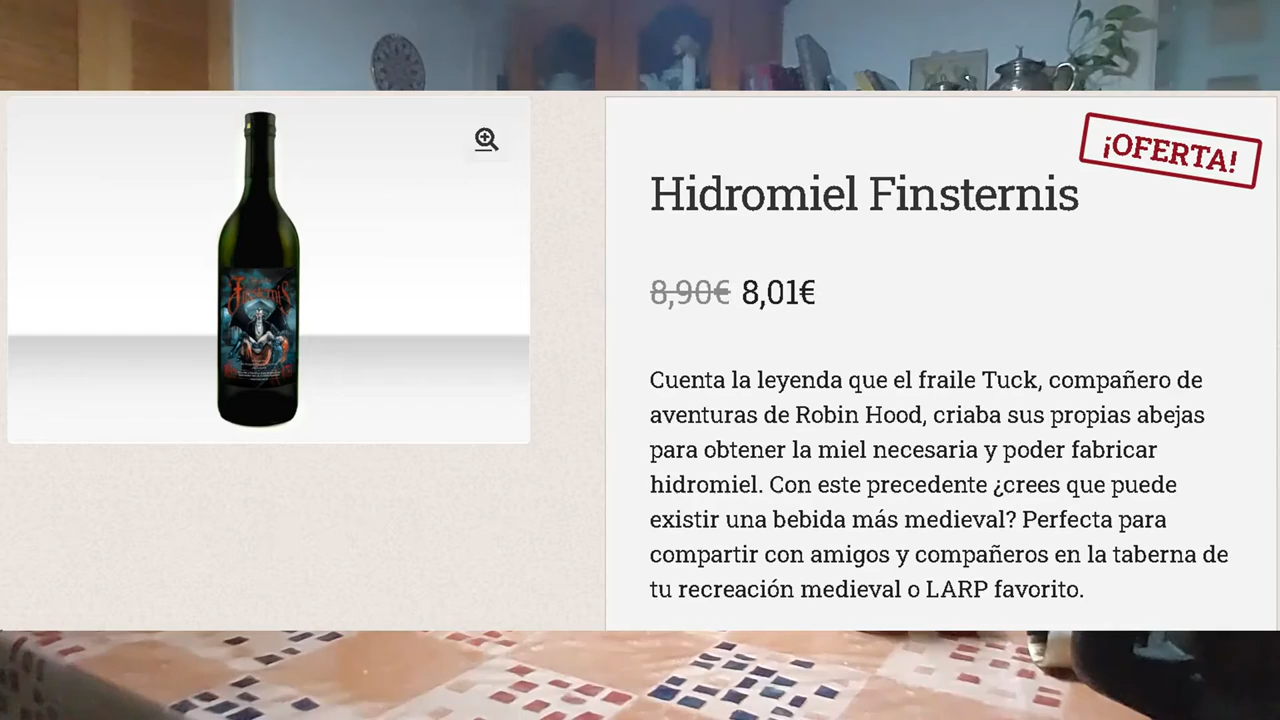 ¡OFERTA!
Hidromiel Finsternis
8,90€ 8,01€
Cuenta la leyenda que el fraile Tuck, compañero de
aventuras de Robin Hood, criaba sus propias abejas
para obtener la miel necesaria y poder fabricar
hidromiel. Con este precedente ¿crees que puede
existir una bebida más medieval? Perfecta para
compartir con amigos y compañeros en la taberna de
tu recreación medieval o LARP favorito.
Finsternis